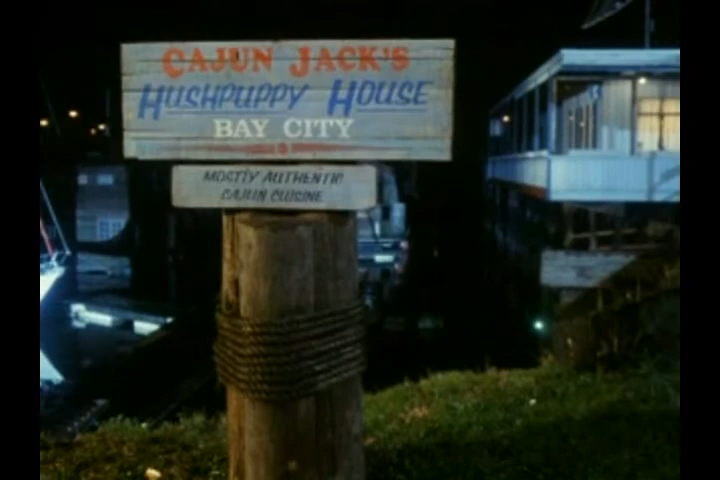 CAJUN JACK'S
HUSHPUPPY HOUSE
BAY CITY
MOSTLY AUTHENTIC
CAJUN CUISINE